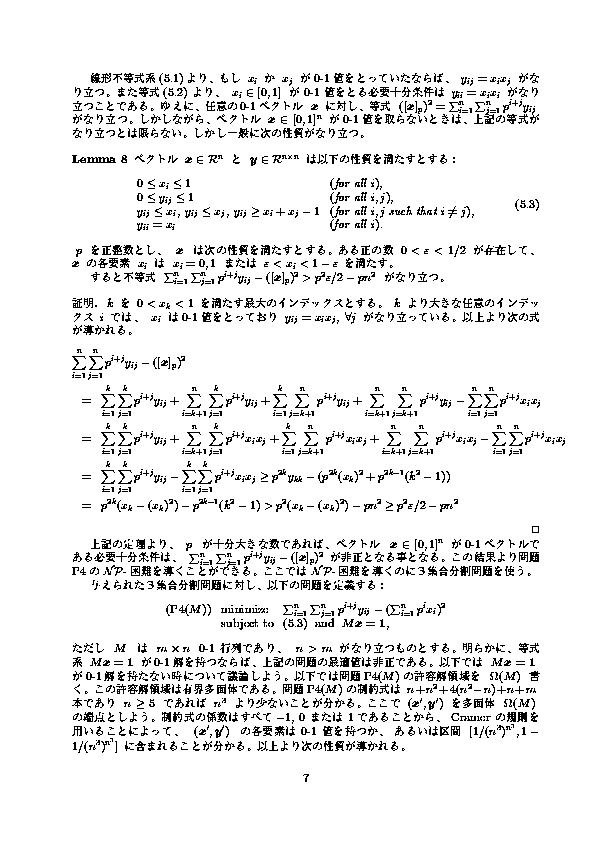 線形不等式系 (5.1) より、もし x_i か x_j が 0-1 値をとっていたならば、 y_{ij} = x_i x_j がな
り立つ。また等式 (5.2) より、 x_i ∈ [0,1] が 0-1 値をとる必要十分条件は y_{ii} = x_i x_i がなり
立つことである。ゆえに、任意の 0-1 ベクトル x に対し、等式 ([x]_p)^2 = ∑_{i=1}^n ∑_{j=1}^n p^{i+j} y_{ij}
がなり立つ。しかしながら、ベクトル x ∈ [0,1]^n が 0-1 値を取らないときは、上記の等式が
なり立つとは限らない。しかし一般に次の性質がなり立つ。
Lemma 8 ベクトル x ∈ R^n と y ∈ R^{n×n} は以下の性質を満たすとする：
0 ≤ x_i ≤ 1 (for all i),
0 ≤ y_{ij} ≤ 1 (for all i, j),
y_{ij} ≤ x_i, y_{ij} ≤ x_j, y_{ij} ≥ x_i + x_j − 1 (for all i, j such that i ≠ j), (5.3)
y_{ii} = x_i (for all i).
p を正整数とし、 x は次の性質を満たすとする。ある正の数 0 < ε < 1/2 が存在して、
x の各要素 x_i は x_i = 0, 1 または ε < x_i < 1 − ε を満たす。
すると不等式 ∑_{i=1}^n ∑_{j=1}^n p^{i+j} y_{ij} − ([x]_p)^2 > p^2 ε/2 − pn^2 がなり立つ。
証明. k を 0 < x_k < 1 を満たす最大のインデックスとする。 k より大きな任意のインデッ
クス i では、 x_i は 0-1 値をとっており y_{ij} = x_i x_j, ∀j がなり立っている。以上より次の式
が導かれる。
∑_{i=1}^n ∑_{j=1}^n p^{i+j} y_{ij} − ([x]_p)^2
= ∑_{i=1}^k ∑_{j=1}^k p^{i+j} y_{ij} + ∑_{i=k+1}^n ∑_{j=1}^k p^{i+j} y_{ij} + ∑_{i=1}^k ∑_{j=k+1}^n p^{i+j} y_{ij} + ∑_{i=k+1}^n ∑_{j=k+1}^n p^{i+j} y_{ij} − ∑_{i=1}^n ∑_{j=1}^n p^{i+j} x_i x_j
= ∑_{i=1}^k ∑_{j=1}^k p^{i+j} y_{ij} + ∑_{i=k+1}^n ∑_{j=1}^k p^{i+j} x_i x_j + ∑_{i=1}^k ∑_{j=k+1}^n p^{i+j} x_i x_j + ∑_{i=k+1}^n ∑_{j=k+1}^n p^{i+j} x_i x_j − ∑_{i=1}^n ∑_{j=1}^n p^{i+j} x_i x_j
= ∑_{i=1}^k ∑_{j=1}^k p^{i+j} y_{ij} − ∑_{i=1}^k ∑_{j=1}^k p^{i+j} x_i x_j ≥ p^{2k} y_{kk} − (p^{2k} (x_k)^2 + p^{2k−1} (k^2 − 1))
= p^{2k} (x_k − (x_k)^2) − p^{2k−1} (k^2 − 1) > p^2 (x_k − (x_k)^2) − pn^2 ≥ p^2 ε/2 − pn^2
□
上記の定理より、 p が十分大きな数であれば、ベクトル x ∈ [0,1]^n が 0-1 ベクトルで
ある必要十分条件は、 ∑_{i=1}^n ∑_{j=1}^n p^{i+j} y_{ij} − ([x]_p)^2 が非正となる事となる。この結果より問題
P4 の NP- 困難を導くことができる。ここでは NP- 困難を導くのに 3 集合分割問題を使う。
与えられた 3 集合分割問題に対し、以下の問題を定義する：
(P4(M)) minimize ∑_{i=1}^n ∑_{j=1}^n p^{i+j} y_{ij} − (∑_{i=1}^n p^i x_i)^2
subject to (5.3) and Mx = 1,
ただし M は m × n 0-1 行列であり、 n > m がなり立つものとする。明らかに、等式
系 Mx = 1 が 0-1 解を持つならば、上記の問題の最適値は非正である。以下では Mx = 1
が 0-1 解を持たない時について議論しよう。以下では問題 P4(M) の許容解領域を Ω(M) 書
く。この許容解領域は有界多面体である。問題 P4(M) の制約式は n+n^2+4(n^2−n)+n+m
本であり n ≥ 5 であれば n^3 より少ないことが分かる。ここで (x′, y′) を多面体 Ω(M)
の端点としよう。制約式の係数はすべて −1, 0 または 1 であることから、 Cramer の規則を
用いることによって、 (x′, y′) の各要素は 0-1 値を持つか、 あるいは区間 [1/(n^3)^{n^3}, 1 −
1/(n^3)^{n^3}] に含まれることが分かる。以上より次の性質が導かれる。
7